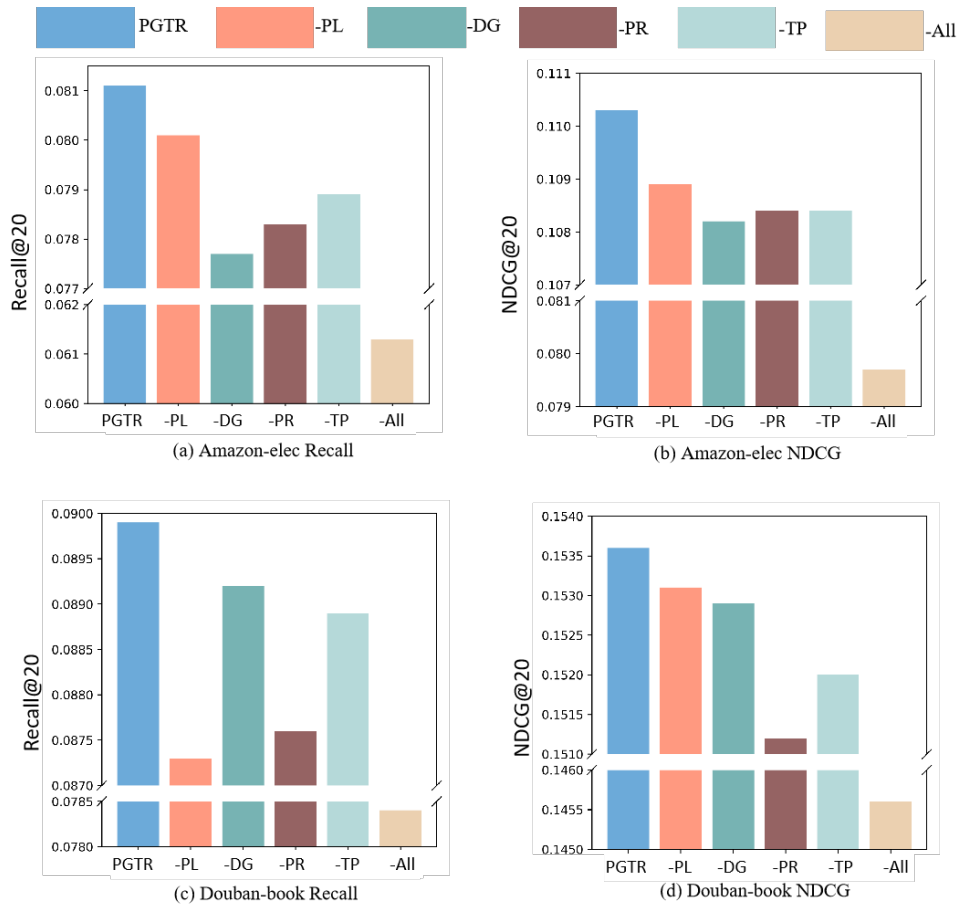 PGTR -PL -DG -PR -TP -All
Recall@20
0.081
0.080
0.079
0.078
0.077
0.062
0.061
0.060
PGTR -PL -DG -PR -TP -All
(a) Amazon-elec Recall
NDCG@20
0.111
0.110
0.109
0.108
0.107
0.081
0.080
0.079
PGTR -PL -DG -PR -TP -All
(b) Amazon-elec NDCG
Recall@20
0.0900
0.0895
0.0890
0.0885
0.0880
0.0875
0.0870
0.0785
0.0780
PGTR -PL -DG -PR -TP -All
(c) Douban-book Recall
NDCG@20
0.1540
0.1535
0.1530
0.1525
0.1520
0.1515
0.1510
0.1460
0.1455
0.1450
PGTR -PL -DG -PR -TP -All
(d) Douban-book NDCG